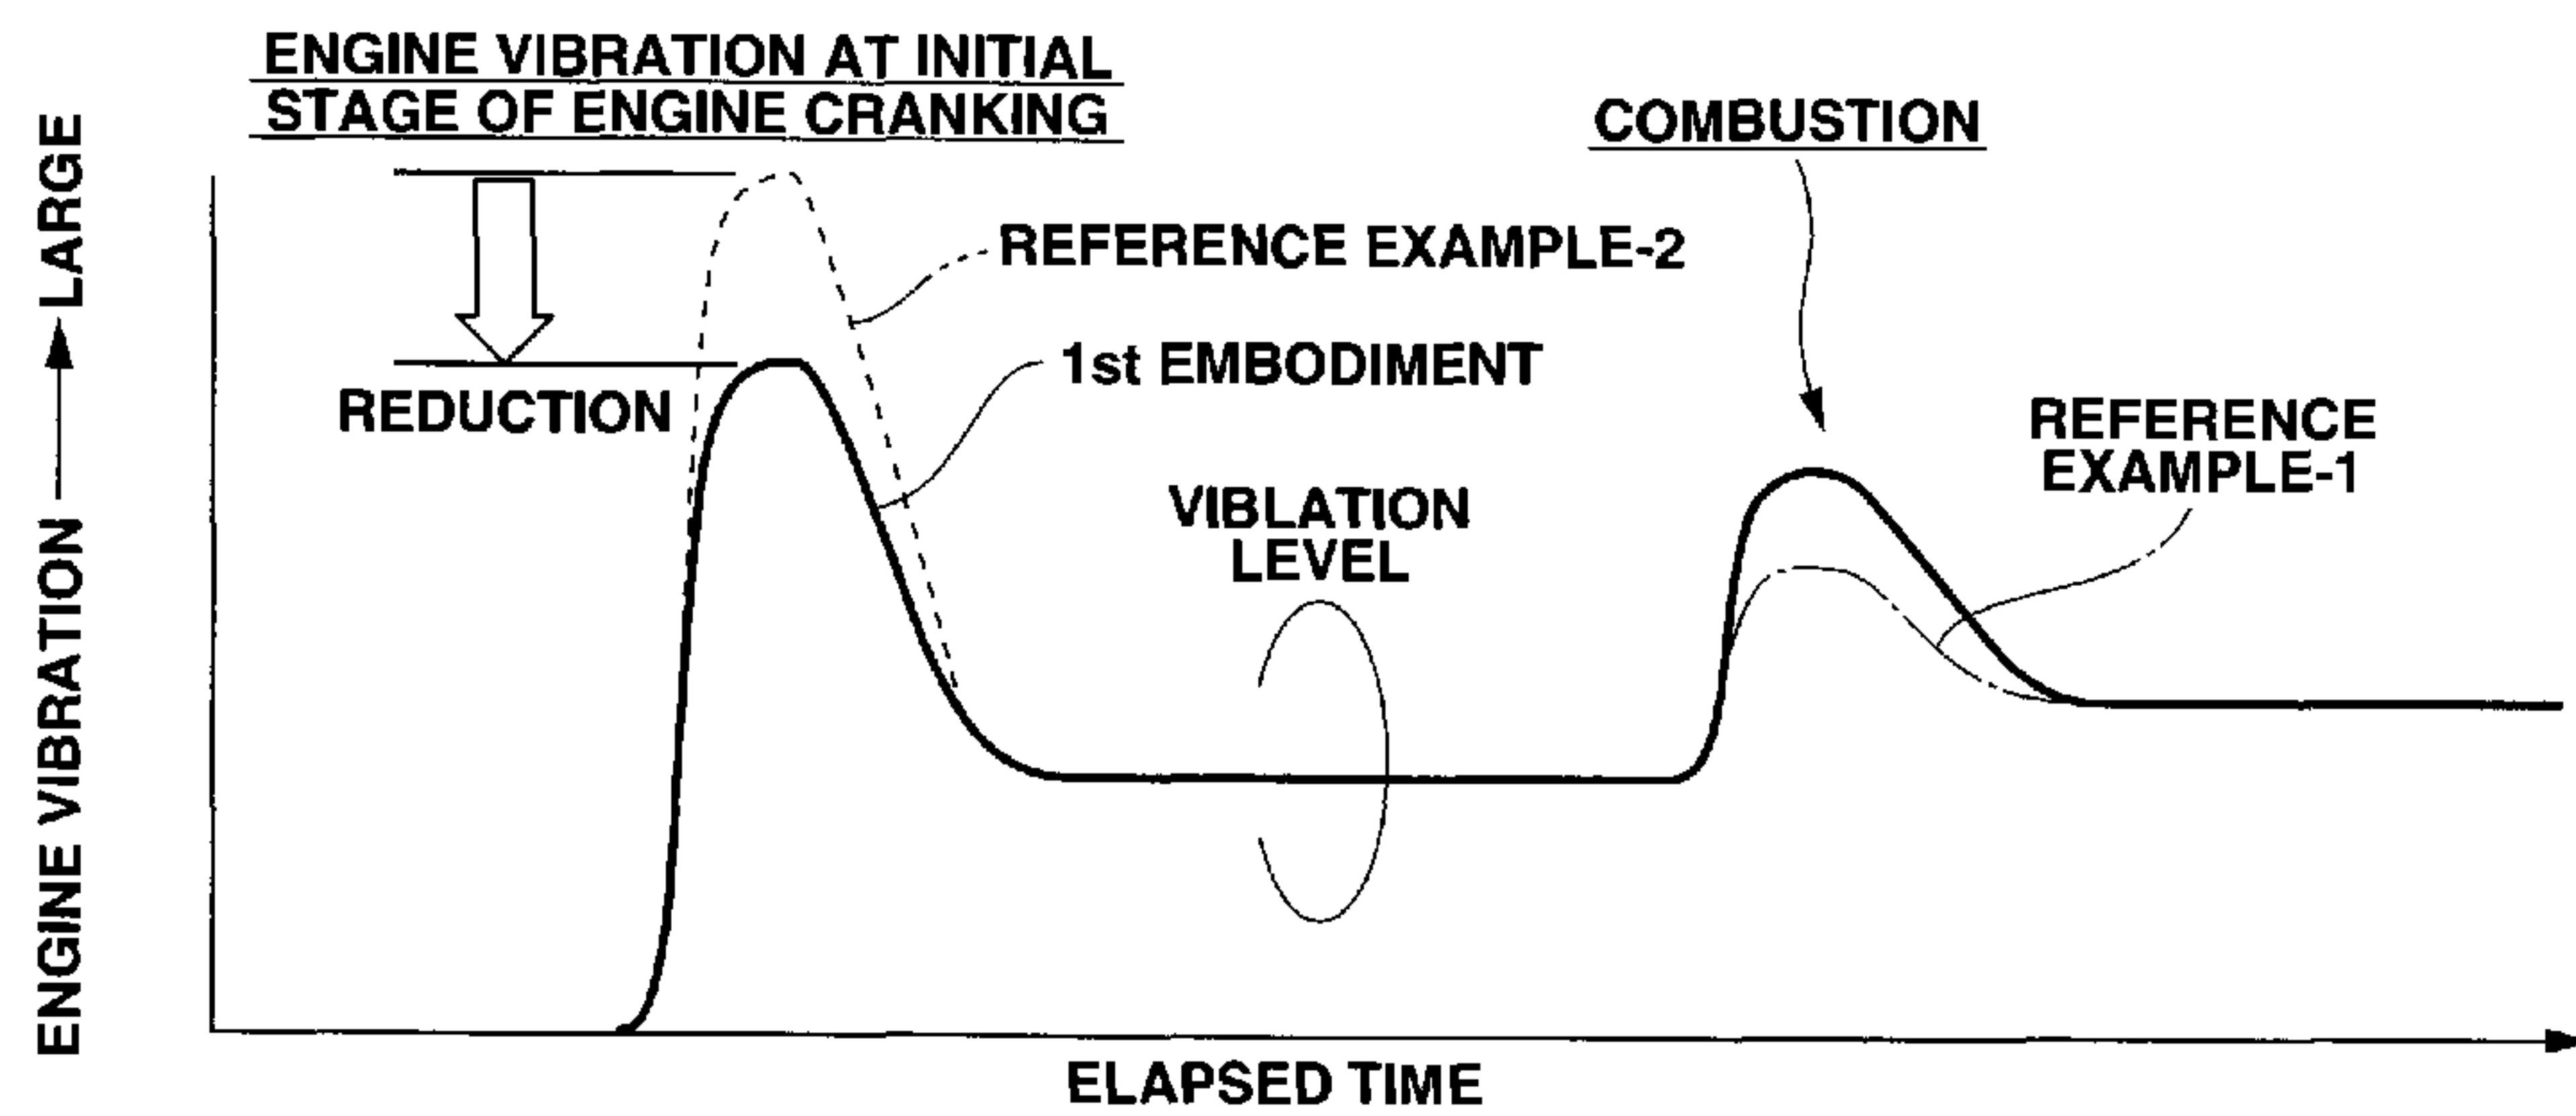 ENGINE VIBRATION AT INITIAL
STAGE OF ENGINE CRANKING
COMBUSTION
REFERENCE EXAMPLE-2
1st EMBODIMENT
REDUCTION
REFERENCE
EXAMPLE-1
VIBLATION
LEVEL
ENGINE VIBRATION LARGE
ELAPSED TIME